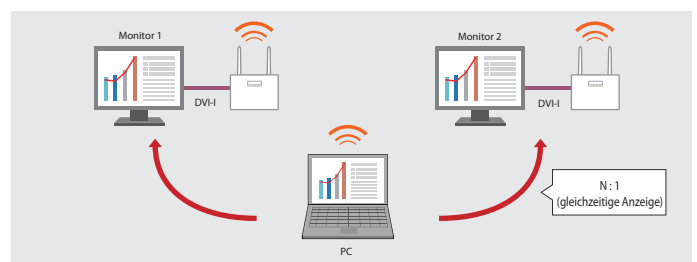 Monitor 1
Monitor 2
DVI-I
DVI-I
N : 1
(gleichzeitige Anzeige)
PC